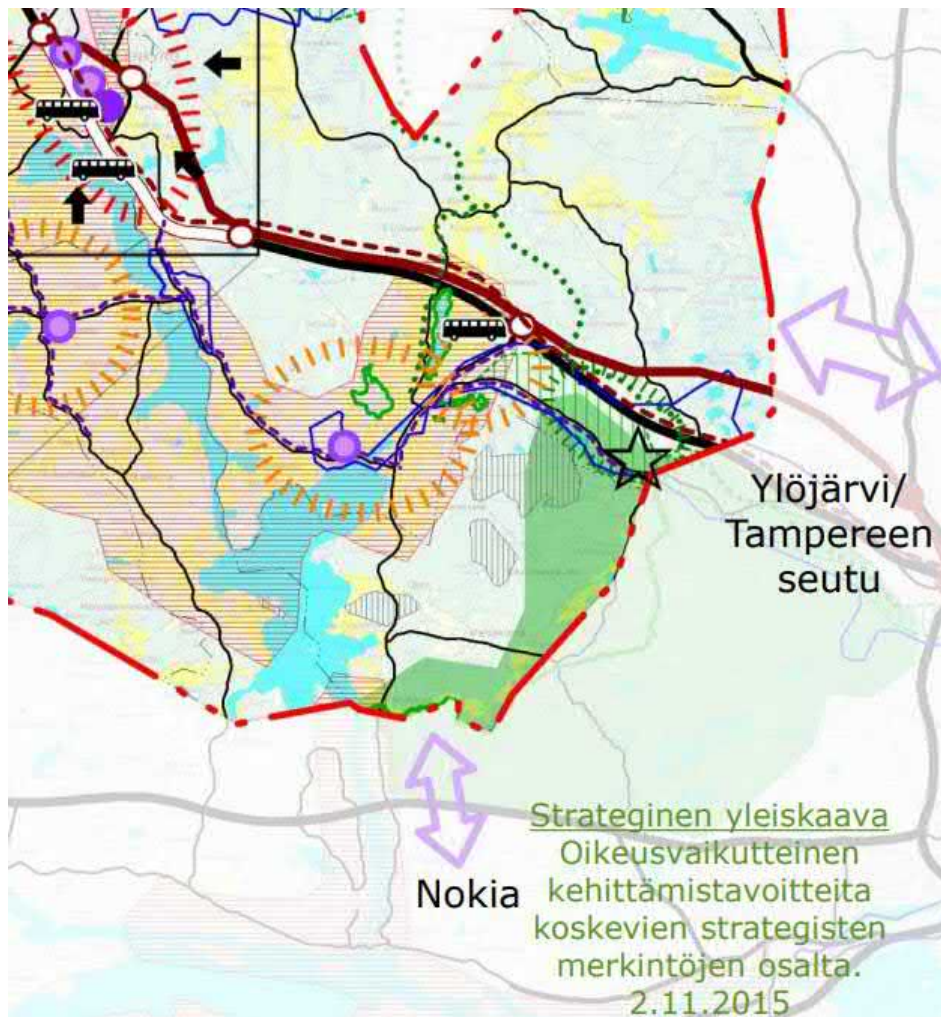 Ylöjärvi/
Tampereen
seutu
Nokia
Strateginen yleiskaava
Oikeusvaikutteinen
kehittämistavoitteita
koskevien strategisten
merkintöjen osalta.
2.11.2015